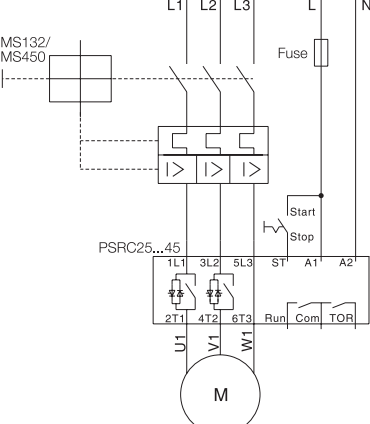 L1 L2 L3 L N
MS132/
MS450
Fuse
I> I> I>
Start
Stop
PSRC25...45
1L1 3L2 5L3 ST A1 A2
2T1 4T2 6T3 Run Com TOR
U1 V1 W1
M